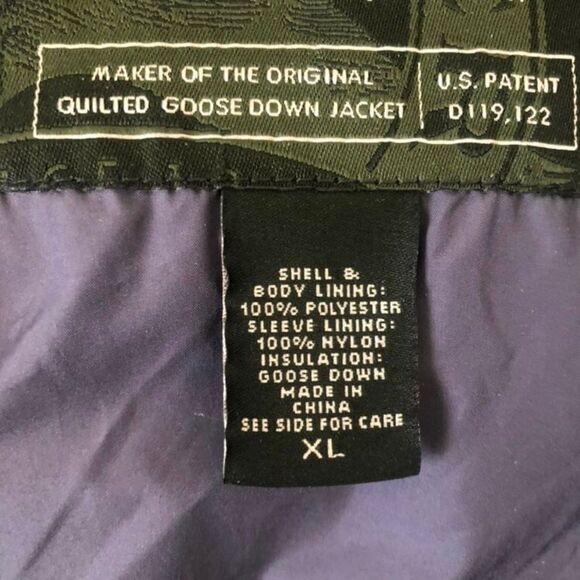 MAKER OF THE ORIGINAL
QUILTED GOOSE DOWN JACKET
U.S. PATENT
D119,122
SHELL &
BODY LINING:
100% POLYESTER
SLEEVE LINING:
100% NYLON
INSULATION:
GOOSE DOWN
MADE IN
CHINA
SEE SIDE FOR CARE
XL